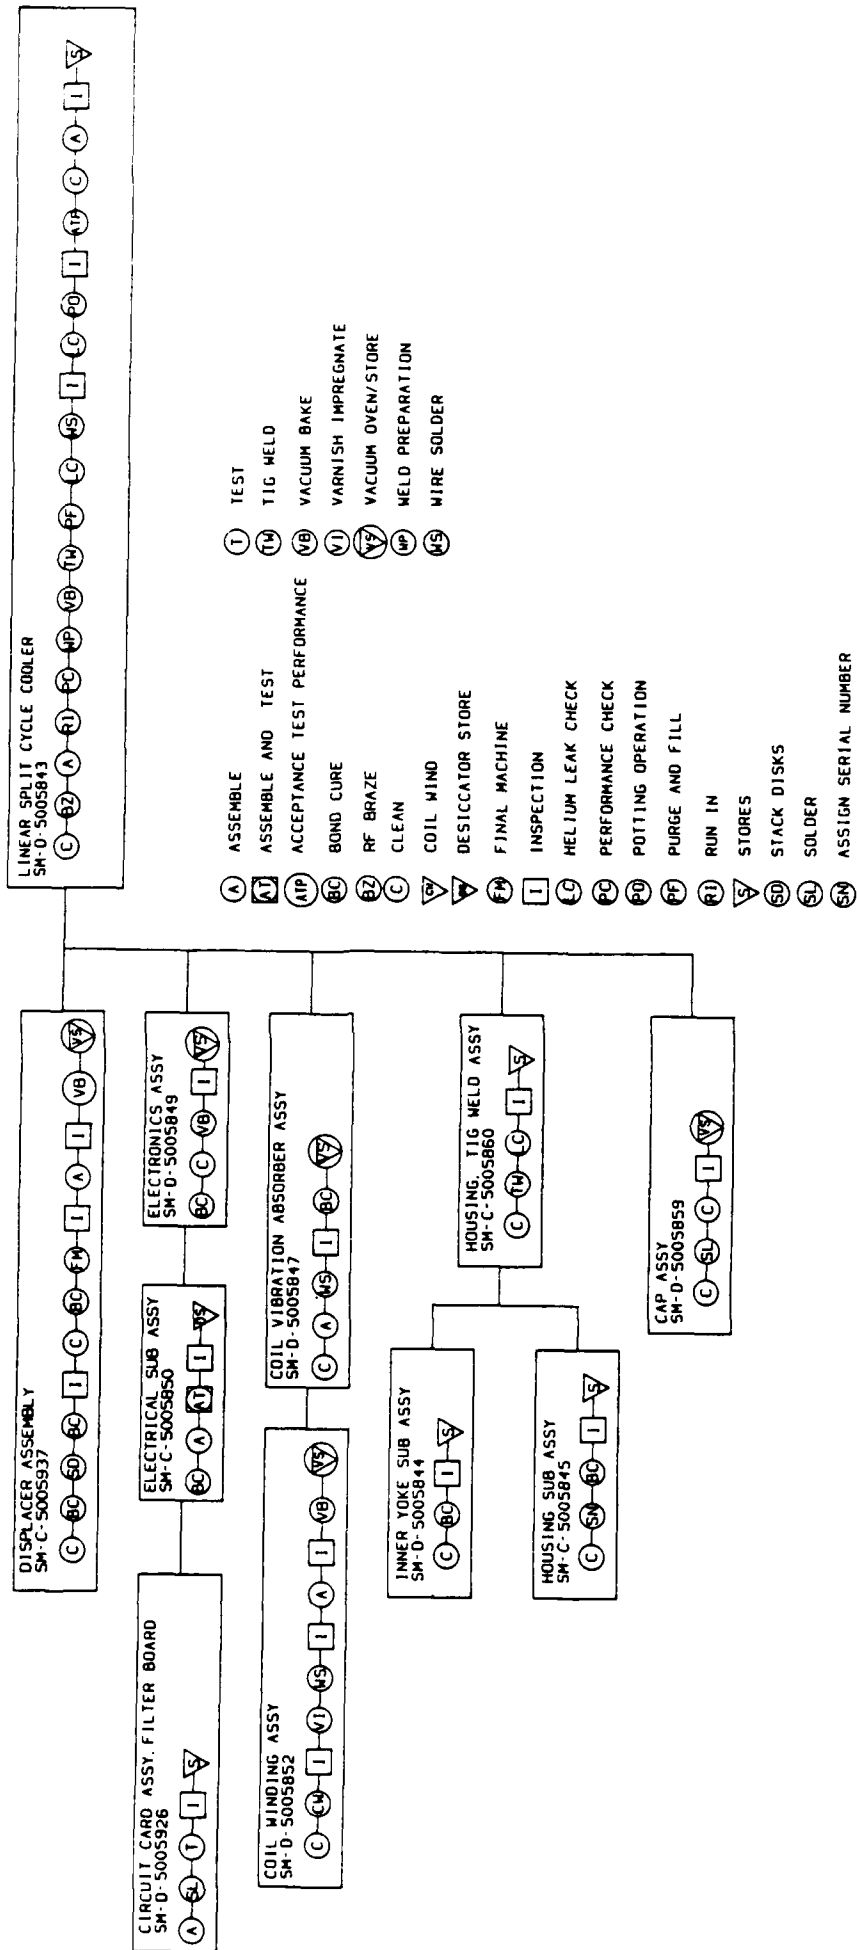 LINEAR SPLIT CYCLE COOLER
SM-D-5005843
C BZ A RI PC WP VB TW PF LC WS I LC PO I ATP C A I S
DISPLACER ASSEMBLY
SM-C-5005937
C BC SD BC I C BC FM I A I VB VS
ELECTRONICS ASSY
SM-D-5005849
BC C VB I VS
ELECTRICAL SUB ASSY
SM-C-5005850
BC A AT I DS
CIRCUIT CARD ASSY. FILTER BOARD
SM-D-5005926
A SL T I S
COIL VIBRATION ABSORBER ASSY
SM-D-5005847
C A WS I BC VS
COIL WINDING ASSY
SM-D-5005852
C CW I VI WS I A I VB VS
HOUSING, TIG WELD ASSY
SM-C-5005860
C TW LC I S
INNER YOKE SUB ASSY
SM-D-5005844
C BC I S
HOUSING SUB ASSY
SM-C-5005845
C SN BC I S
CAP ASSY
SM-D-5005859
C SL C I VS
A ASSEMBLE
AT ASSEMBLE AND TEST
ATP ACCEPTANCE TEST PERFORMANCE
BC BOND CURE
BZ RF BRAZE
C CLEAN
CW COIL WIND
DESICCATOR STORE
FM FINAL MACHINE
I INSPECTION
LC HELIUM LEAK CHECK
PC PERFORMANCE CHECK
PO POTTING OPERATION
PF PURGE AND FILL
RI RUN IN
S STORES
SD STACK DISKS
SL SOLDER
SN ASSIGN SERIAL NUMBER
T TEST
TW TIG WELD
VB VACUUM BAKE
VI VARNISH IMPREGNATE
VS VACUUM OVEN/STORE
WP WELD PREPARATION
WS WIRE SOLDER